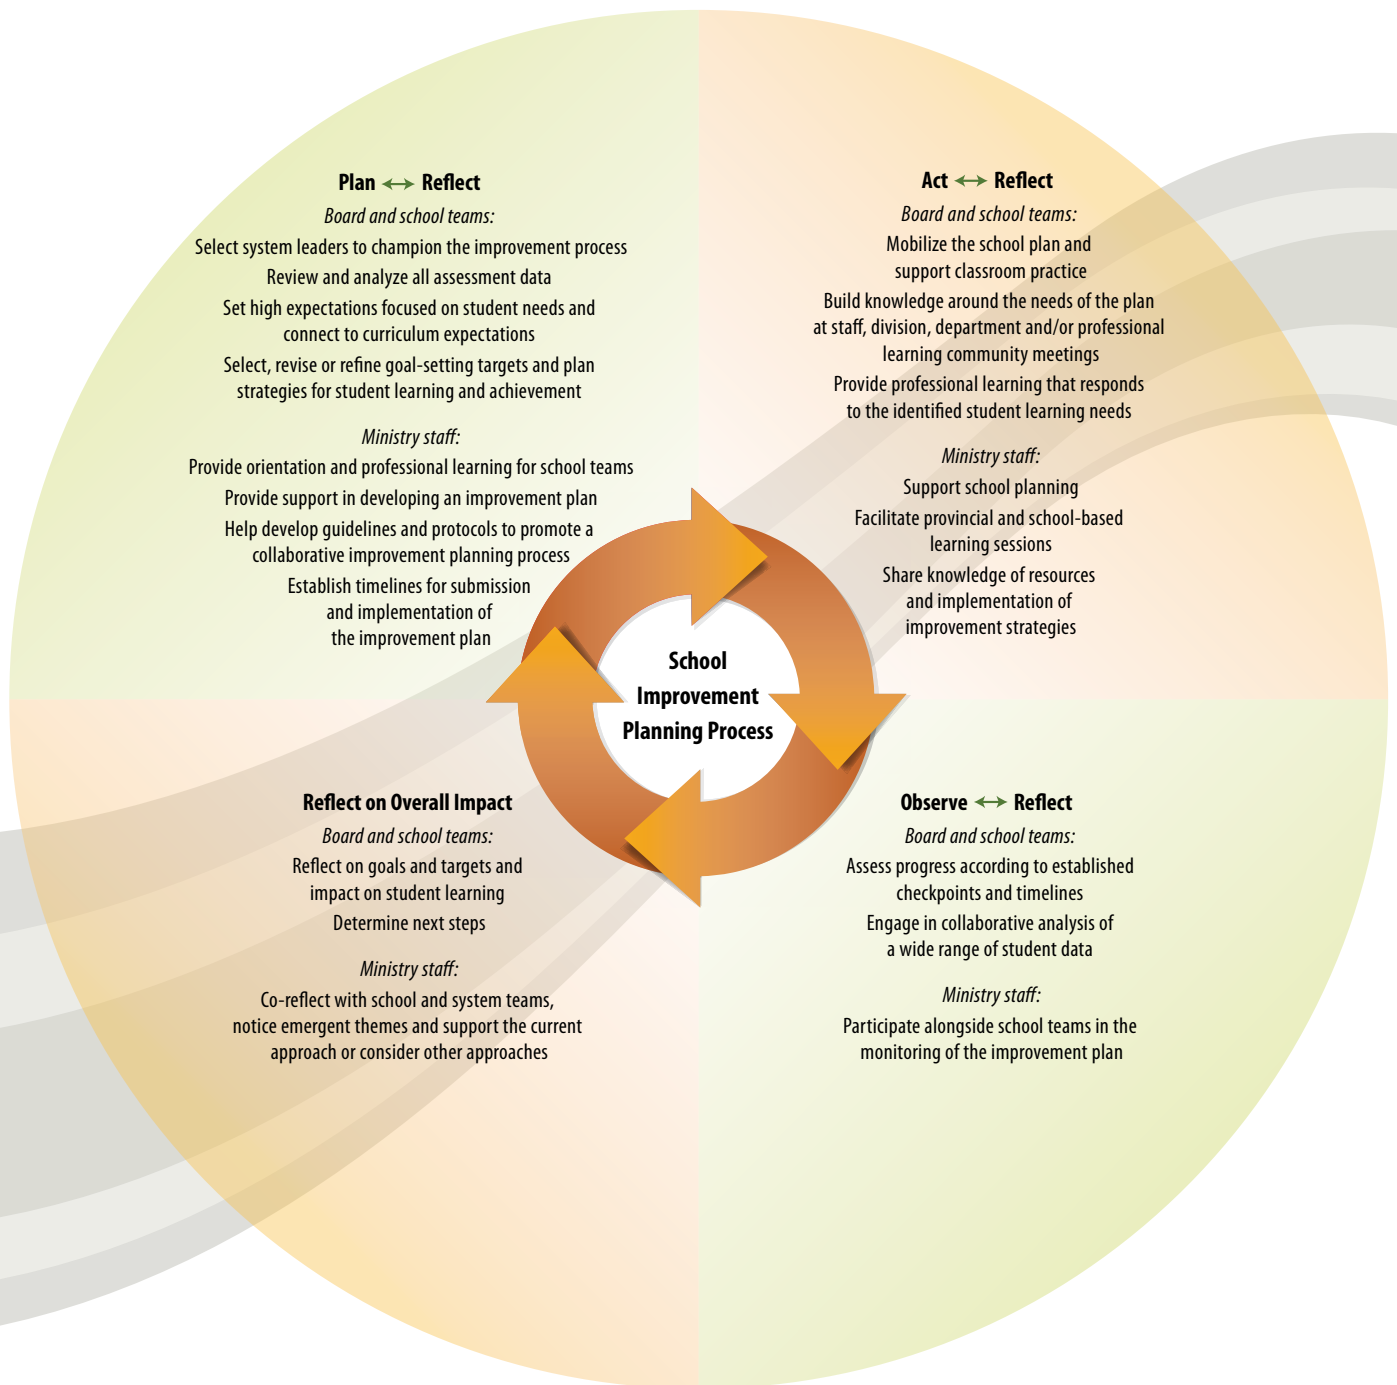 Plan ↔ Reflect
Board and school teams:
Select system leaders to champion the improvement process
Review and analyze all assessment data
Set high expectations focused on student needs and
connect to curriculum expectations
Select, revise or refine goal-setting targets and plan
strategies for student learning and achievement
Ministry staff:
Provide orientation and professional learning for school teams
Provide support in developing an improvement plan
Help develop guidelines and protocols to promote a
collaborative improvement planning process
Establish timelines for submission
and implementation of
the improvement plan
Act ↔ Reflect
Board and school teams:
Mobilize the school plan and
support classroom practice
Build knowledge around the needs of the plan
at staff, division, department and/or professional
learning community meetings
Provide professional learning that responds
to the identified student learning needs
Ministry staff:
Support school planning
Facilitate provincial and school-based
learning sessions
Share knowledge of resources
and implementation of
improvement strategies
School
Improvement
Planning Process
Reflect on Overall Impact
Board and school teams:
Reflect on goals and targets and
impact on student learning
Determine next steps
Ministry staff:
Co-reflect with school and system teams,
notice emergent themes and support the current
approach or consider other approaches
Observe ↔ Reflect
Board and school teams:
Assess progress according to established
checkpoints and timelines
Engage in collaborative analysis of
a wide range of student data
Ministry staff:
Participate alongside school teams in the
monitoring of the improvement plan